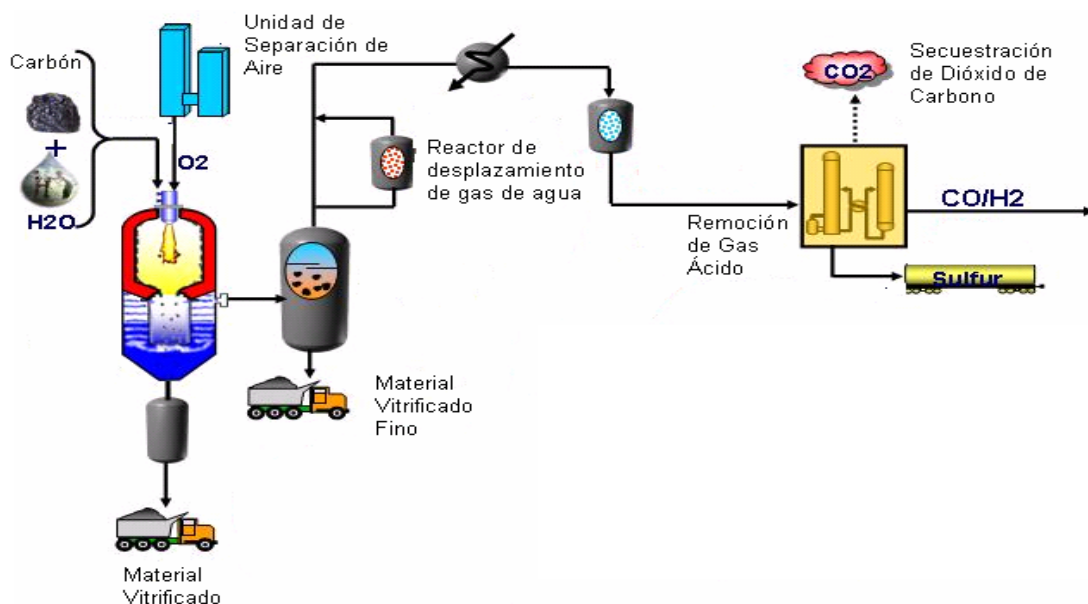 Unidad de
Separación de
Aire
Carbón
+
H2O
O2
Reactor de
desplazamiento
de gas de agua
CO2
Secuestración
de Dióxido de
Carbono
Remoción
de Gas
Ácido
CO/H2
Sulfur
Material
Vitrificado
Fino
Material
Vitrificado